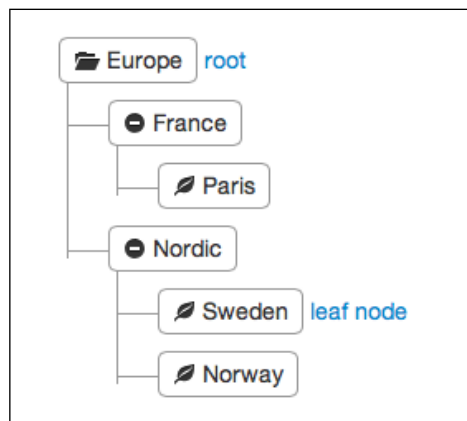 Europe root
France
Paris
Nordic
Sweden leaf node
Norway